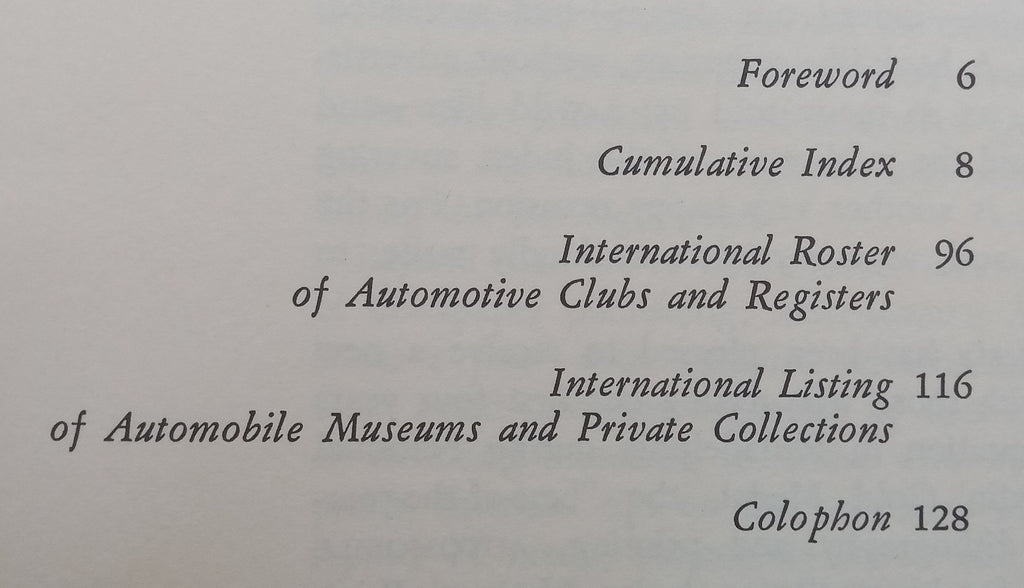 Foreword 6
Cumulative Index 8
International Roster 96
of Automotive Clubs and Registers
International Listing 116
of Automobile Museums and Private Collections
Colophon 128